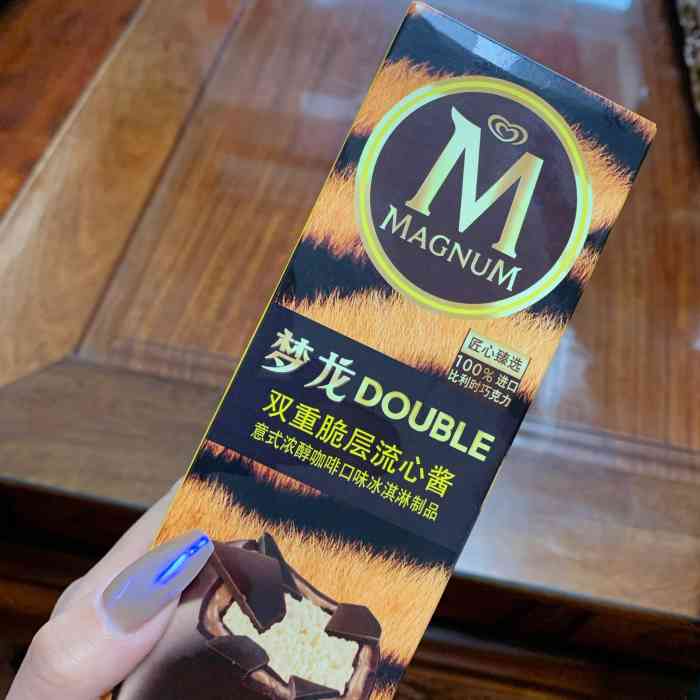 M
MAGNUM
匠心臻选
100%进口
比利时巧克力
梦龙DOUBLE
双重脆层流心酱
意式浓醇咖啡口味冰淇淋制品